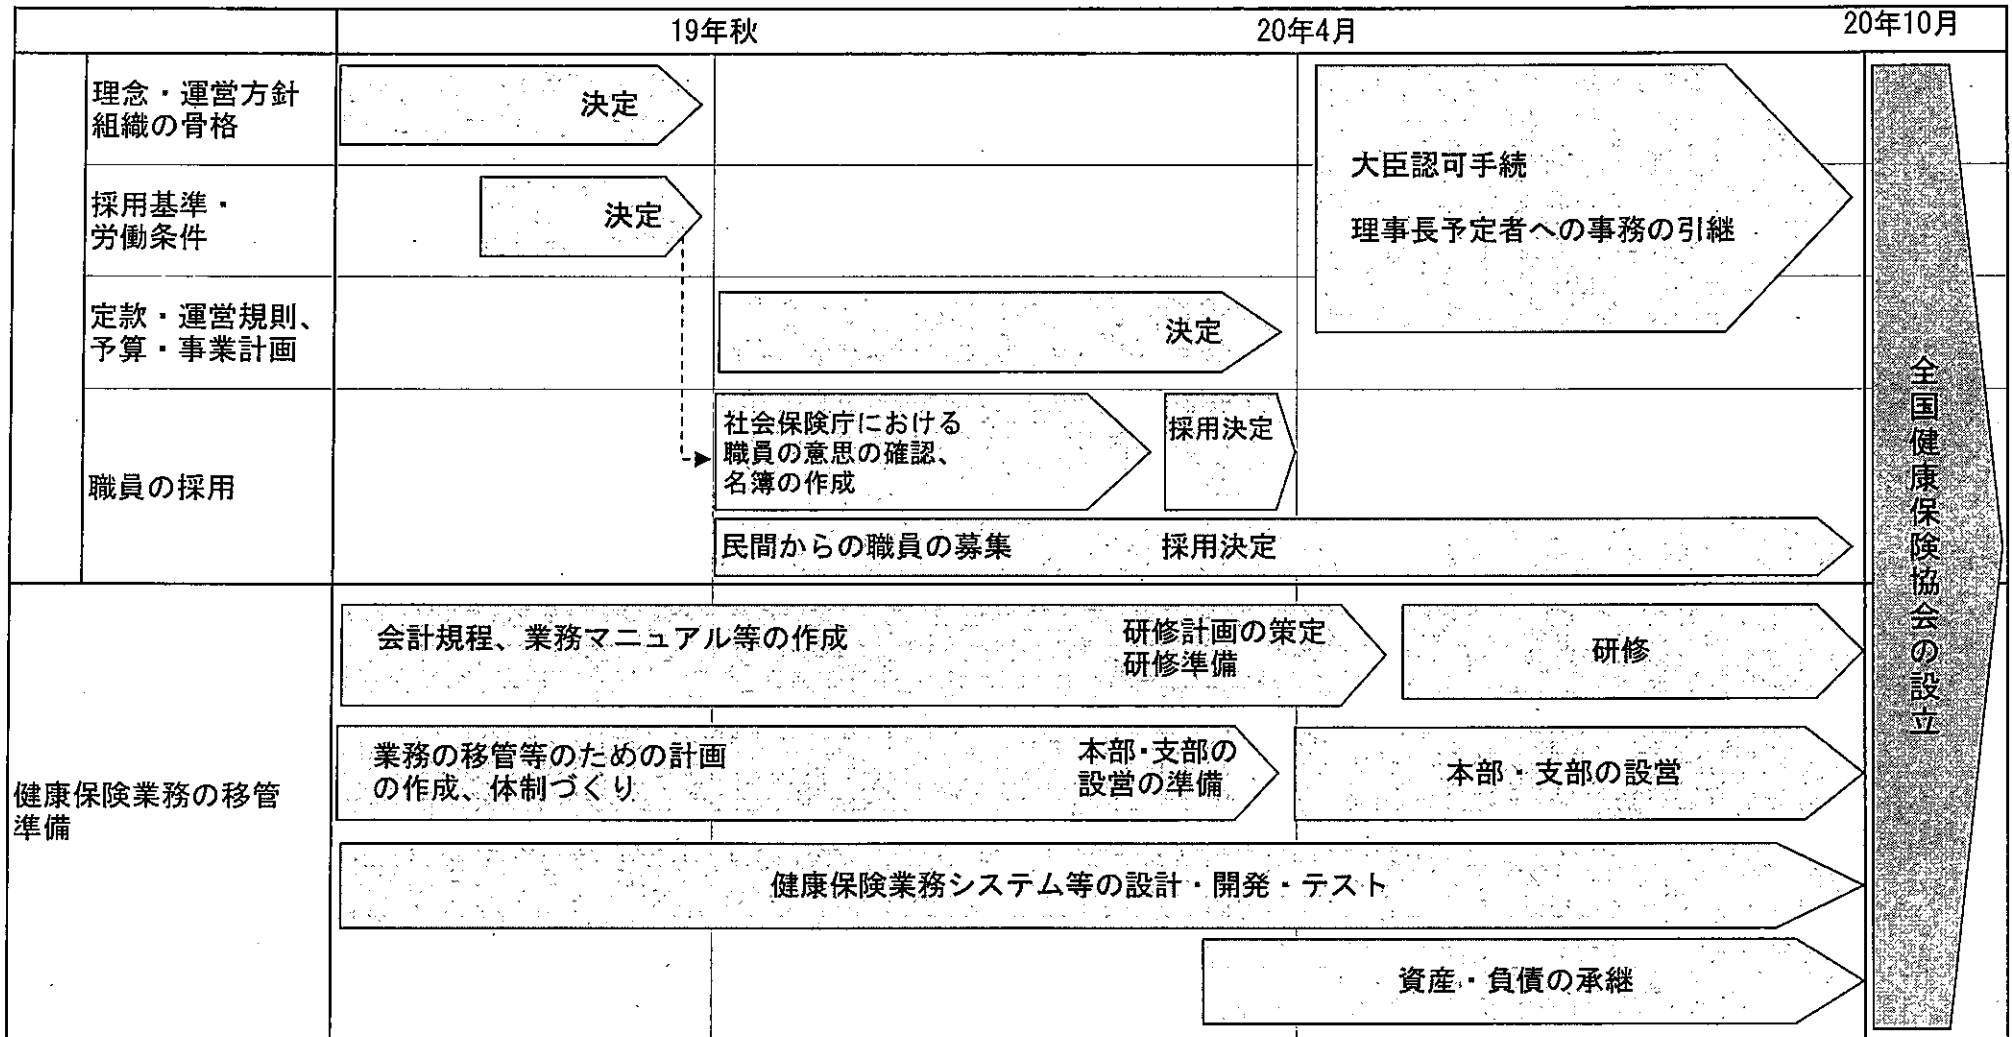 19年秋
20年4月
20年10月
理念・運営方針
組織の骨格
決定
大臣認可手続
理事長予定者への事務の引継
採用基準・
労働条件
決定
定款・運営規則、
予算・事業計画
決定
職員の採用
社会保険庁における
職員の意思の確認、
名簿の作成
採用決定
民間からの職員の募集
採用決定
全国健康保険協会の設立
健康保険業務の移管
準備
会計規程、業務マニュアル等の作成
研修計画の策定
研修準備
研修
業務の移管等のための計画
の作成、体制づくり
本部・支部の
設営の準備
本部・支部の設営
健康保険業務システム等の設計・開発・テスト
資産・負債の承継